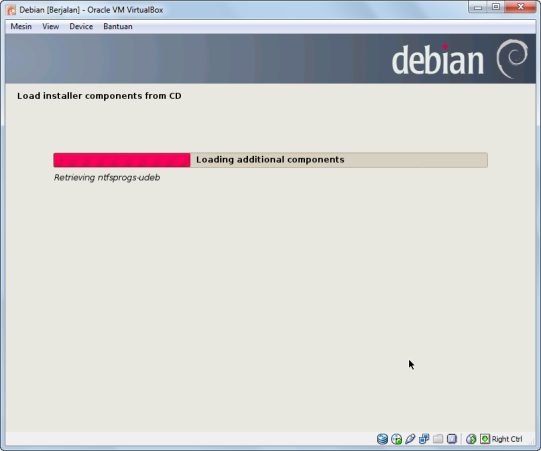 Debian [Berjalan] - Oracle VM VirtualBox
Mesin View Device Bantuan
debian
Load installer components from CD
Loading additional components
Retrieving ntfsprogs-udeb
Right Ctrl